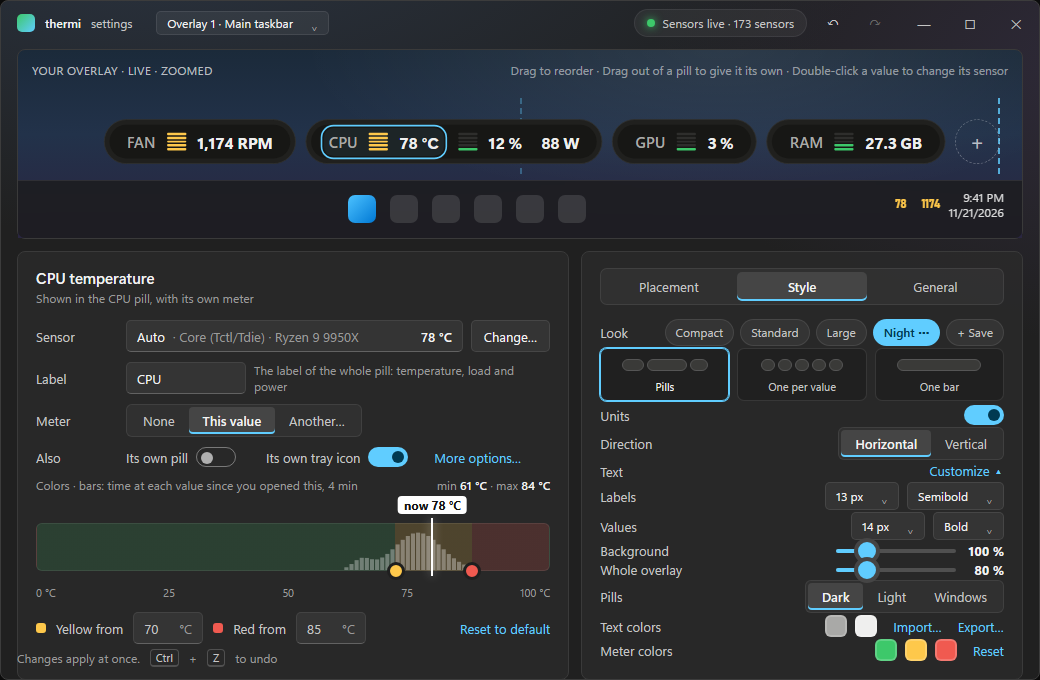 thermi settings Overlay 1 · Main taskbar Sensors live · 173 sensors
YOUR OVERLAY · LIVE · ZOOMED Drag to reorder · Drag out of a pill to give it its own · Double-click a value to change its sensor
FAN 1,174 RPM CPU 78 °C 12 % 88 W GPU 3 % RAM 27.3 GB +
78 1174 9:41 PM
11/21/2026
CPU temperature
Shown in the CPU pill, with its own meter
Sensor Auto · Core (Tctl/Tdie) · Ryzen 9 9950X 78 °C Change...
Label CPU The label of the whole pill: temperature, load and
power
Meter None This value Another...
Also Its own pill Its own tray icon More options...
Colors · bars: time at each value since you opened this, 4 min min 61 °C · max 84 °C
now 78 °C
0 °C 25 50 75 100 °C
Yellow from 70 °C Red from 85 °C Reset to default
Changes apply at once. Ctrl + Z to undo
Placement Style General
Look Compact Standard Large Night ··· + Save
Pills One per value One bar
Units
Direction Horizontal Vertical
Text Customize
Labels 13 px Semibold
Values 14 px Bold
Background 100 %
Whole overlay 80 %
Pills Dark Light Windows
Text colors Import... Export...
Meter colors Reset